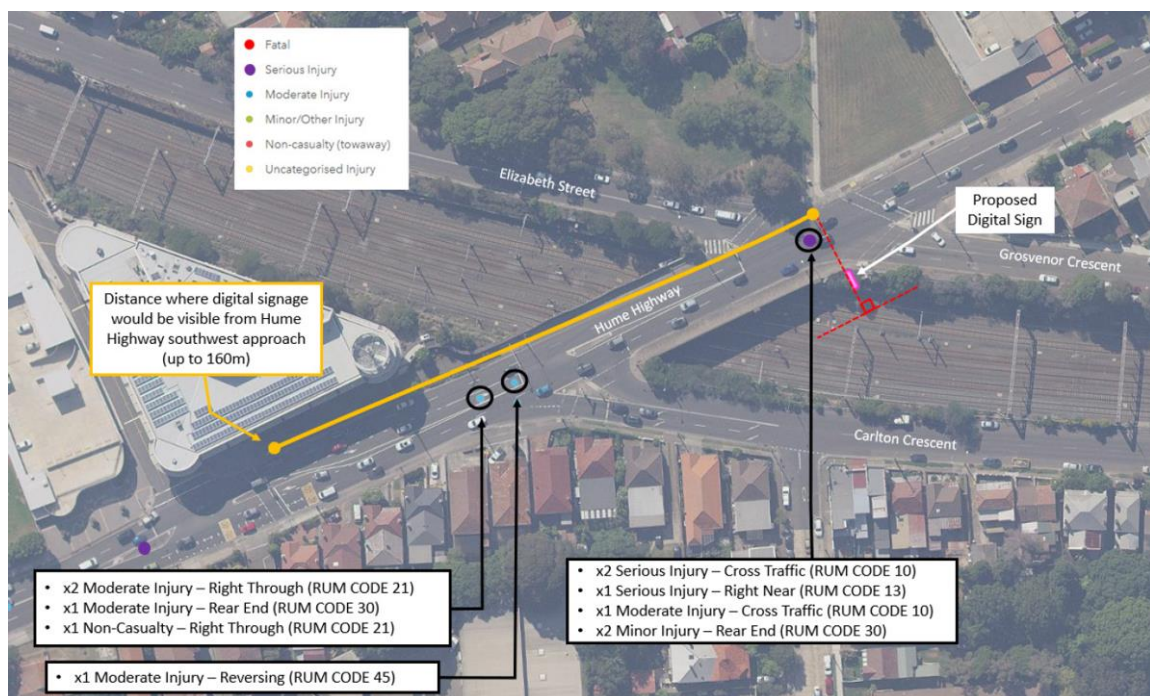 Fatal
Serious Injury
Moderate Injury
Minor/Other Injury
Non-casualty (towaway)
Uncategorised Injury
Elizabeth Street
Proposed
Digital Sign
Grosvenor Crescent
Hume Highway
Distance where digital signage
would be visible from Hume
Highway southwest approach
(up to 160m)
Carlton Crescent
• x2 Moderate Injury – Right Through (RUM CODE 21)
• x1 Moderate Injury – Rear End (RUM CODE 30)
• x1 Non-Casualty – Right Through (RUM CODE 21)
• x2 Serious Injury – Cross Traffic (RUM CODE 10)
• x1 Serious Injury – Right Near (RUM CODE 13)
• x1 Moderate Injury – Cross Traffic (RUM CODE 10)
• x2 Minor Injury – Rear End (RUM CODE 30)
• x1 Moderate Injury – Reversing (RUM CODE 45)